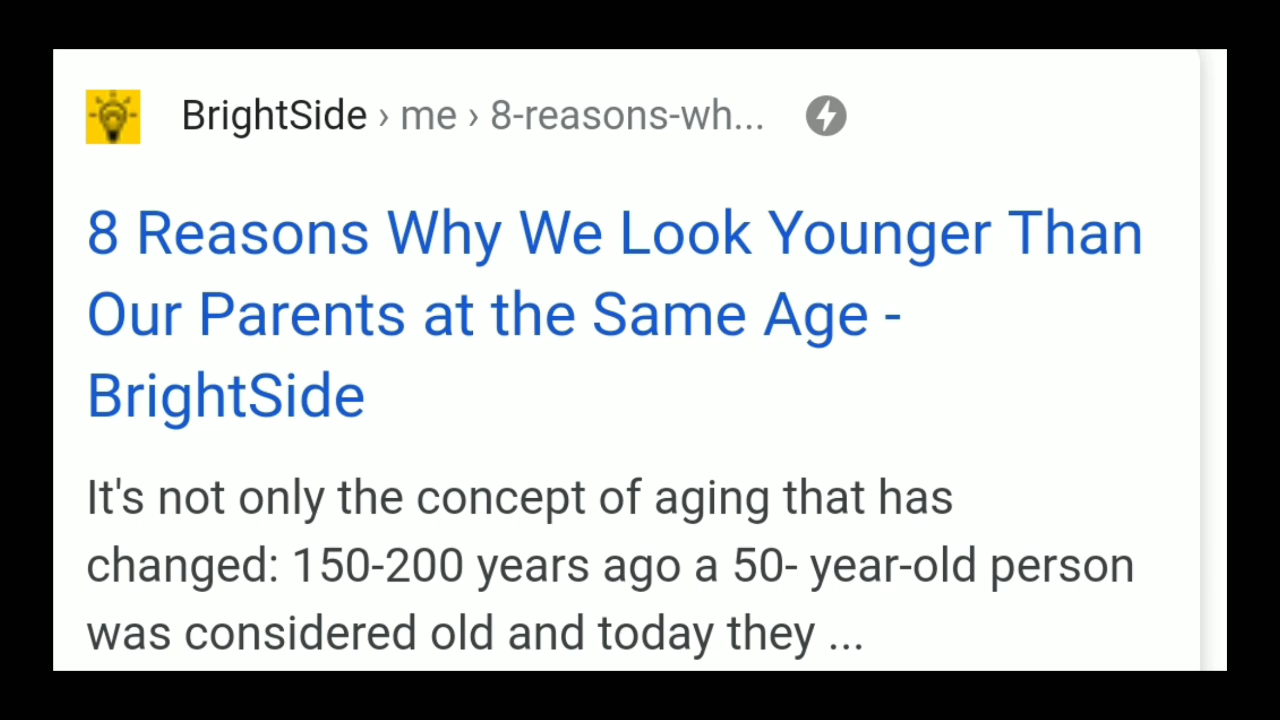 BrightSide › me › 8-reasons-wh...
8 Reasons Why We Look Younger Than
Our Parents at the Same Age -
BrightSide
It's not only the concept of aging that has
changed: 150-200 years ago a 50- year-old person
was considered old and today they ...